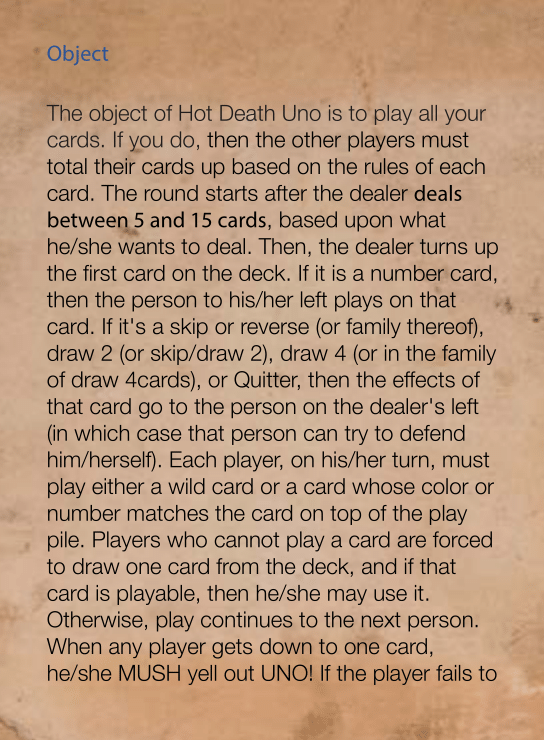 Object
The object of Hot Death Uno is to play all your
cards. If you do, then the other players must
total their cards up based on the rules of each
card. The round starts after the dealer deals
between 5 and 15 cards, based upon what
he/she wants to deal. Then, the dealer turns up
the first card on the deck. If it is a number card,
then the person to his/her left plays on that
card. If it's a skip or reverse (or family thereof),
draw 2 (or skip/draw 2), draw 4 (or in the family
of draw 4cards), or Quitter, then the effects of
that card go to the person on the dealer's left
(in which case that person can try to defend
him/herself). Each player, on his/her turn, must
play either a wild card or a card whose color or
number matches the card on top of the play
pile. Players who cannot play a card are forced
to draw one card from the deck, and if that
card is playable, then he/she may use it.
Otherwise, play continues to the next person.
When any player gets down to one card,
he/she MUSH yell out UNO! If the player fails to